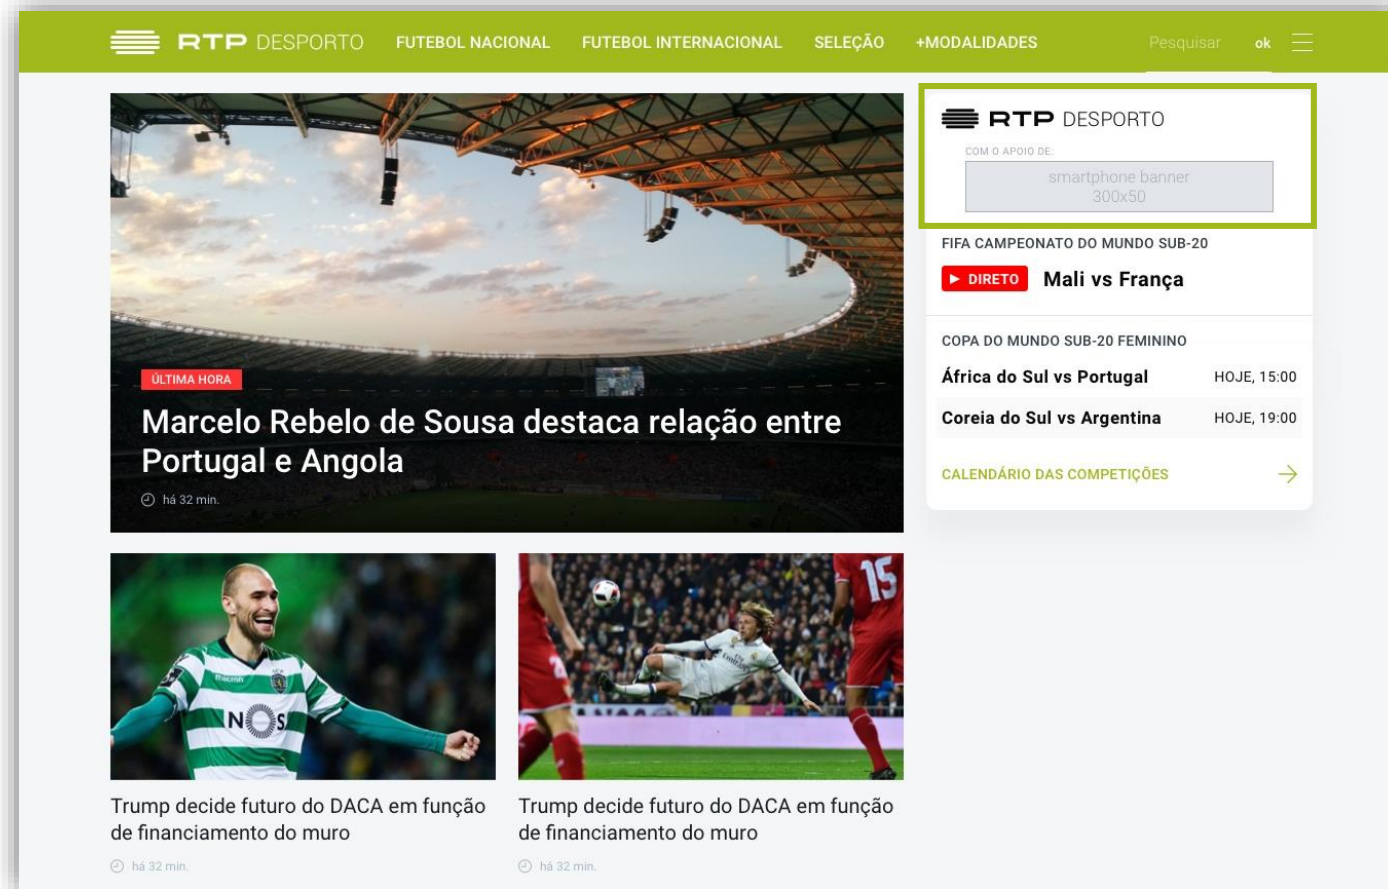 RTP DESPORTO FUTEBOL NACIONAL FUTEBOL INTERNACIONAL SELEÇÃO +MODALIDADES Pesquisar ok
RTP DESPORTO
COM O APOIO DE:
smartphone banner
300x50
FIFA CAMPEONATO DO MUNDO SUB-20
DIRETO Mali vs França
COPA DO MUNDO SUB-20 FEMININO
África do Sul vs Portugal HOJE, 15:00
Coreia do Sul vs Argentina HOJE, 19:00
CALENDÁRIO DAS COMPETIÇÕES
ÚLTIMA HORA
Marcelo Rebelo de Sousa destaca relação entre
Portugal e Angola
há 32 min.
NOS
15
Trump decide futuro do DACA em função
de financiamento do muro
há 32 min.
Trump decide futuro do DACA em função
de financiamento do muro
há 32 min.